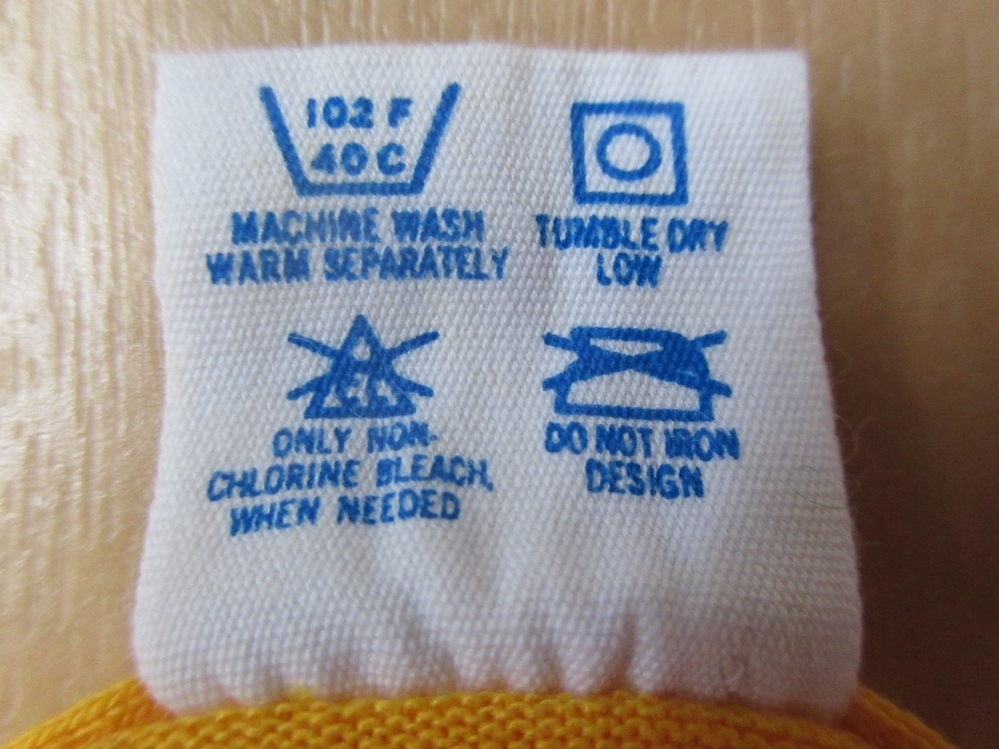 102 F
40 C
MACHINE WASH
WARM SEPARATELY
TUMBLE DRY
LOW
CL
ONLY NON-
CHLORINE BLEACH,
WHEN NEEDED
DO NOT IRON
DESIGN